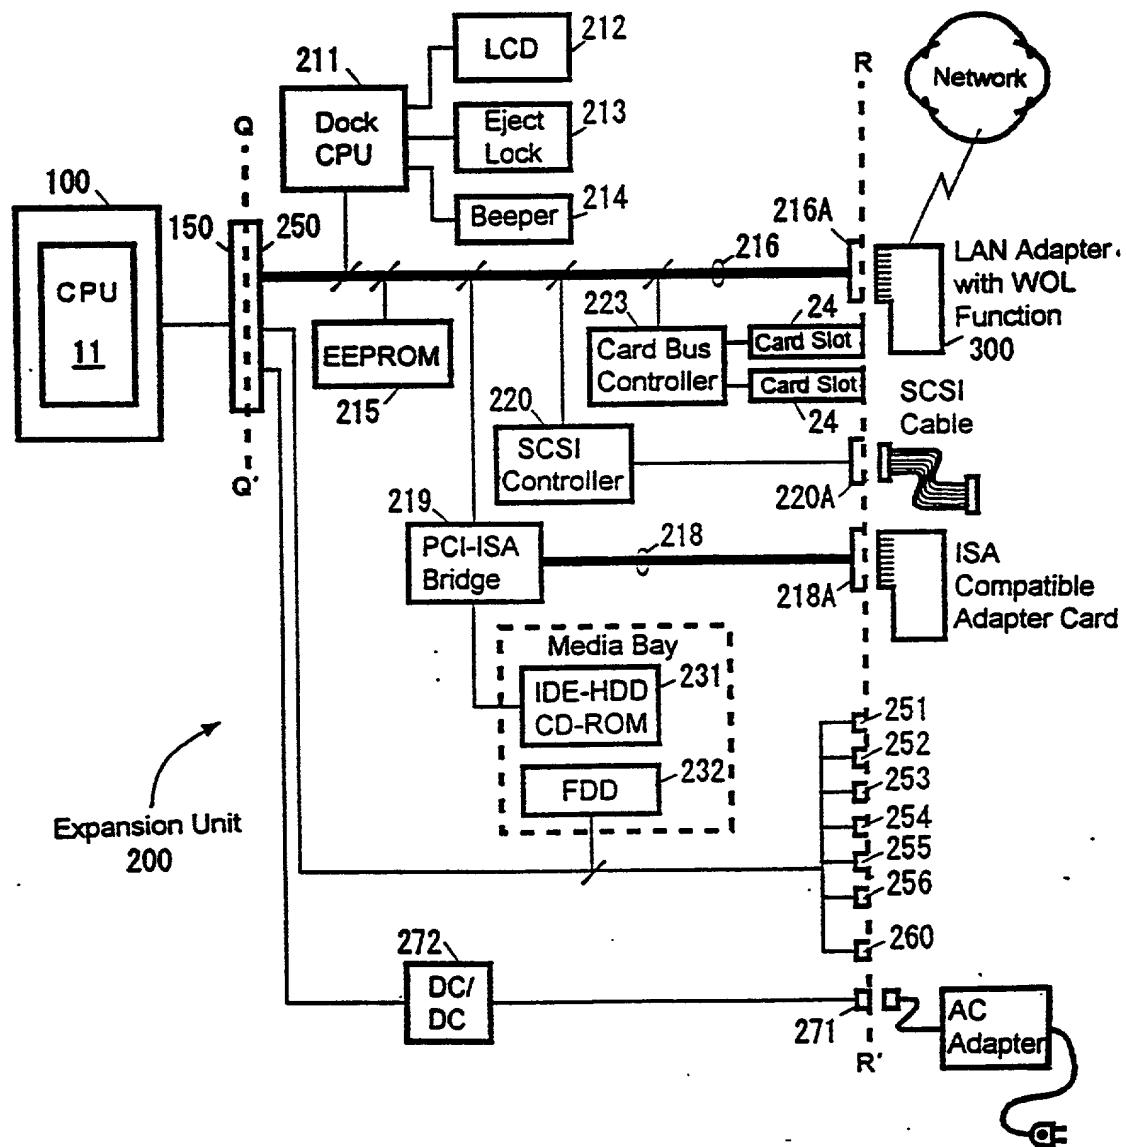 LCD
212
211
Dock
CPU
Eject
Lock
213
Beeper
214
R
Network
Q
100
150
250
CPU
11
216A
216
LAN Adapter
with WOL
Function
300
223
24
Card Slot
Card Bus
Controller
Card Slot
24
EEPROM
215
220
SCSI
Controller
SCSI
Cable
220A
Q'
219
PCI-ISA
Bridge
218
218A
ISA
Compatible
Adapter Card
Media Bay
IDE-HDD
CD-ROM
231
FDD
232
251
252
253
254
255
256
260
Expansion Unit
200
272
DC/
DC
271
AC
Adapter
R'